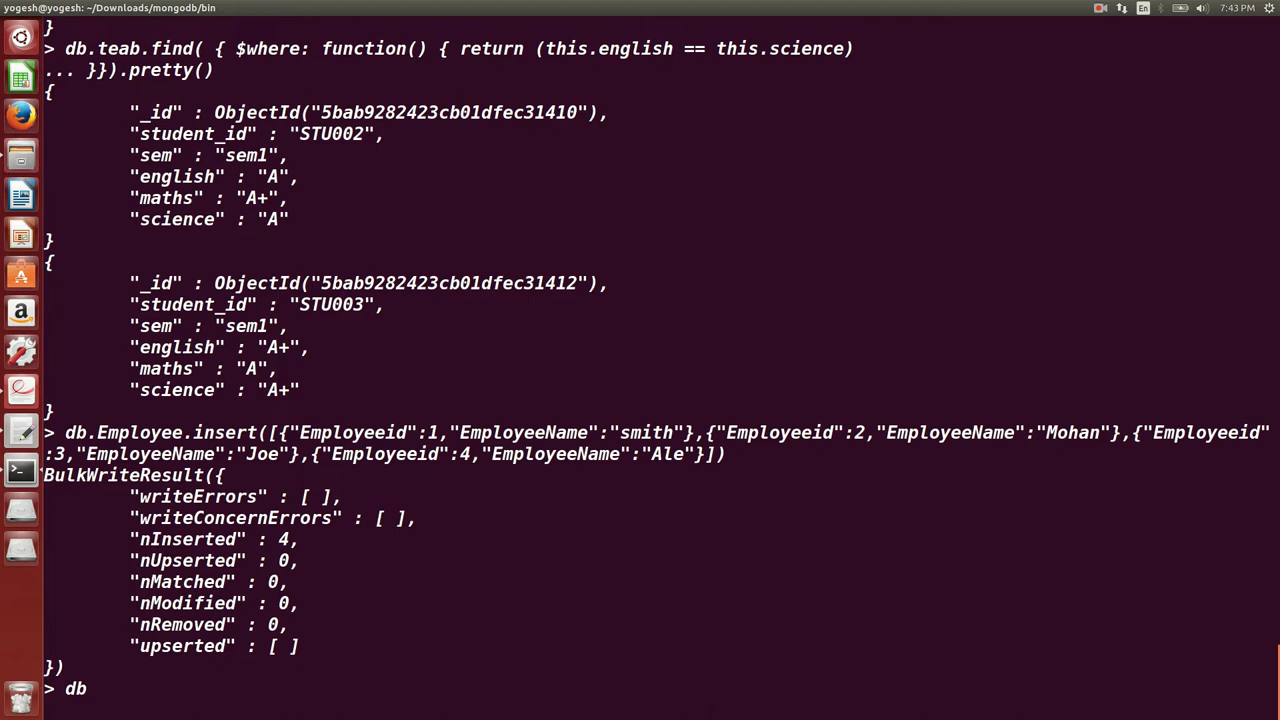 yogesh@yogesh: ~/Downloads/mongodb/bin
En
7:43 PM
}
> db.teab.find( { $where: function() { return (this.english == this.science)
... }}).pretty()
{
"_id" : ObjectId("5bab9282423cb01dfec31410"),
"student_id" : "STU002",
"sem" : "sem1",
"english" : "A",
"maths" : "A+",
"science" : "A"
}
{
"_id" : ObjectId("5bab9282423cb01dfec31412"),
"student_id" : "STU003",
"sem" : "sem1",
"english" : "A+",
"maths" : "A",
"science" : "A+"
}
> db.Employee.insert([{"Employeeid":1,"EmployeeName":"smith"},{"Employeeid":2,"EmployeeName":"Mohan"},{"Employeeid"
:3,"EmployeeName":"Joe"},{"Employeeid":4,"EmployeeName":"Ale"}])
BulkWriteResult({
"writeErrors" : [ ],
"writeConcernErrors" : [ ],
"nInserted" : 4,
"nUpserted" : 0,
"nMatched" : 0,
"nModified" : 0,
"nRemoved" : 0,
"upserted" : [ ]
})
> db